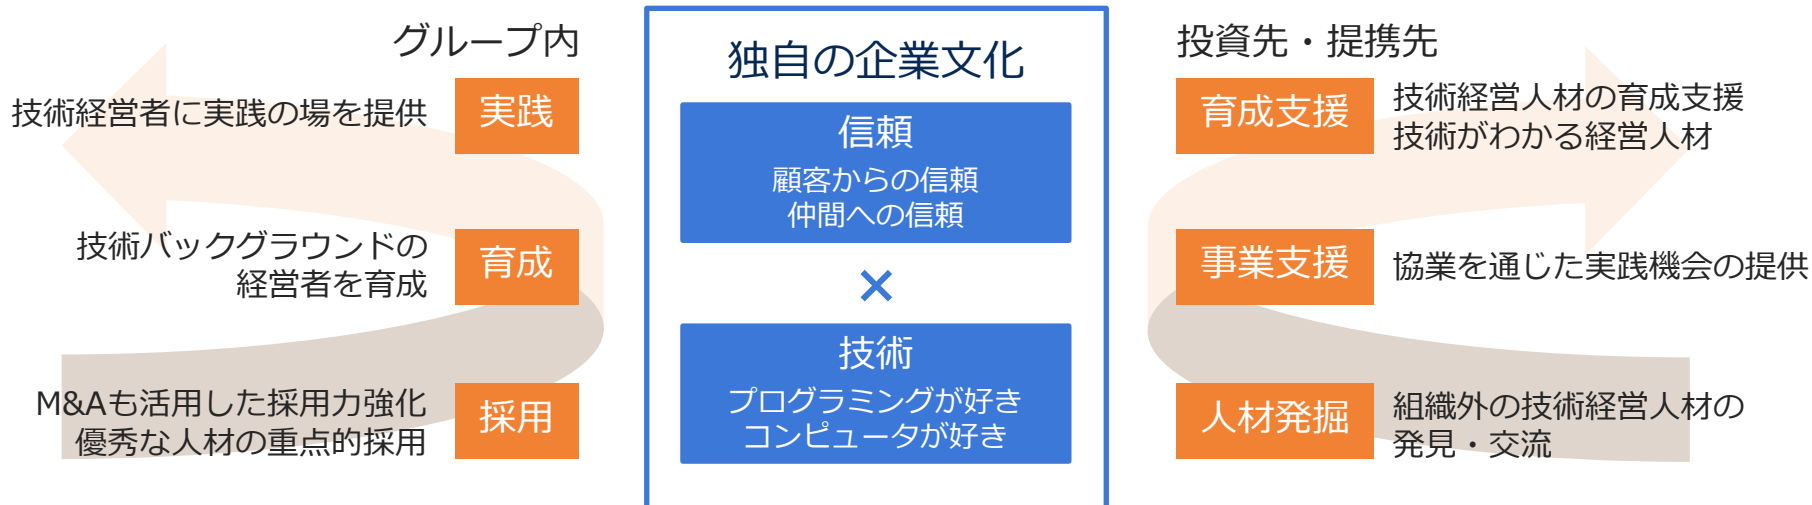 グループ内
技術経営者に実践の場を提供
実践
技術バックグラウンドの
経営者を育成
育成
M&Aも活用した採用力強化
優秀な人材の重点的採用
採用
独自の企業文化
信頼
顧客からの信頼
仲間への信頼
×
技術
プログラミングが好き
コンピュータが好き
投資先・提携先
育成支援
技術経営人材の育成支援
技術がわかる経営人材
事業支援
協業を通じた実践機会の提供
人材発掘
組織外の技術経営人材の
発見・交流